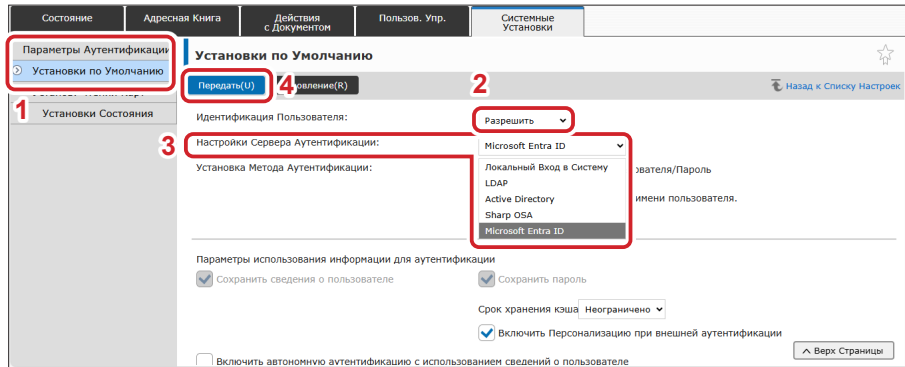 Состояние
Адресная Книга
Действия
с Документом
Пользов. Упр.
Системные
Установки
Параметры Аутентификации
Установки по Умолчанию
1
Установки Состояния
Установки по Умолчанию
Передать(U)
4
овление(R)
2
Назад к Списку Настроек
Идентификация Пользователя:
Разрешить
3
Настройки Сервера Аутентификации:
Microsoft Entra ID
Установка Метода Аутентификации:
Локальный Вход в Систему
LDAP
Active Directory
Sharp OSA
Microsoft Entra ID
ователя/Пароль
имени пользователя.
Параметры использования информации для аутентификации
Сохранить сведения о пользователе
Сохранить пароль
Срок хранения кэша
Неограничено
Включить Персонализацию при внешней аутентификации
Верх Страницы
Включить автономную аутентификацию с использованием сведений о пользователе